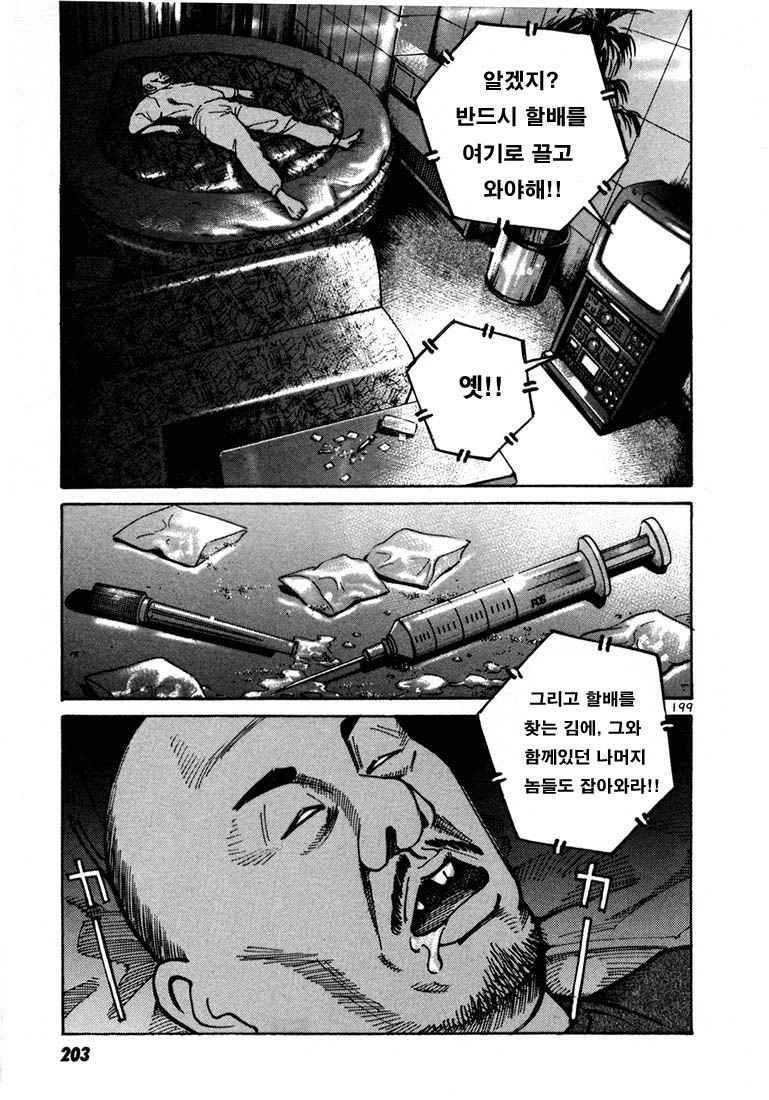 알겠지?
반드시 할배를
여기로 끌고
와야해!!
옛!!
그리고 할배를
찾는 김에, 그와
함께있던 나머지
놈들도 잡아와라!!
199
カー
カー
203